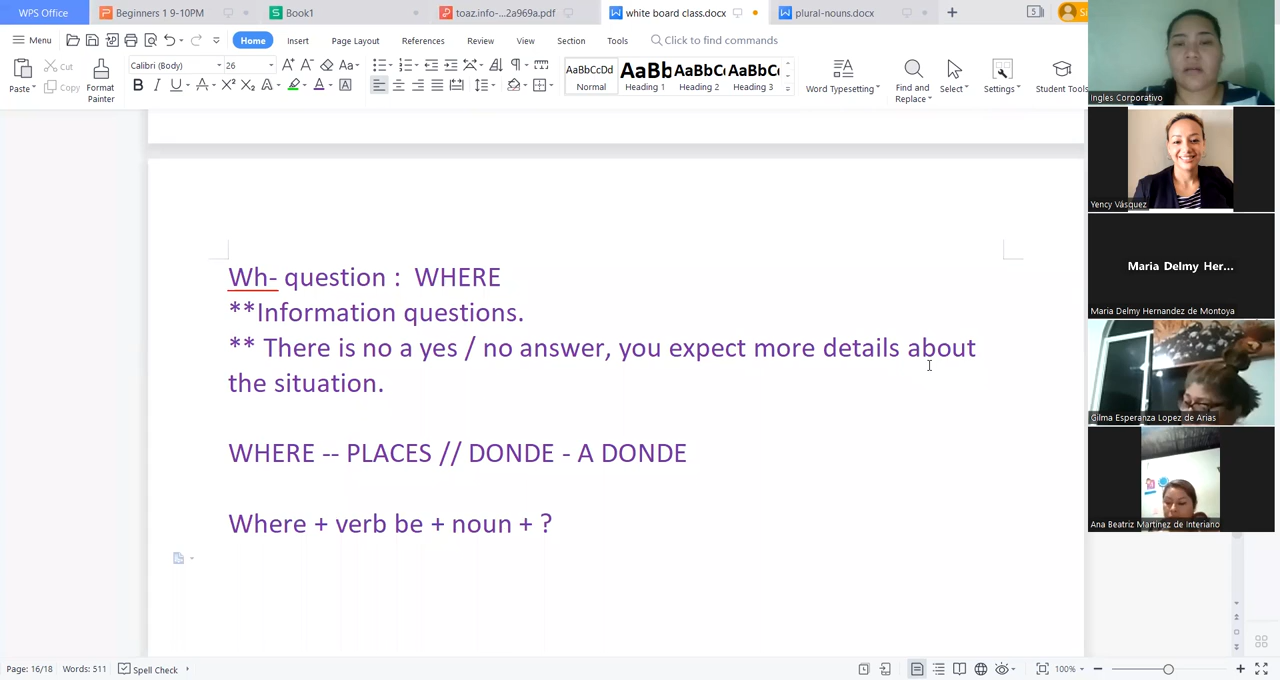 WPS Office
Beginners 1 9-10PM
Book1
toaz.info-...2a969a.pdf
white board class.docx
plural-nouns.docx
+
5
Menu
Home
Insert
Page Layout
References
Review
View
Section
Tools
Click to find commands
Paste
Cut
Copy
Format Painter
Calibri (Body)
26
AaBbCcDd
Normal
AaBb
Heading 1
AaBbC
Heading 2
AaBbC
Heading 3
Word Typesetting
Find and Replace
Select
Settings
Student Tools
Ingles Corporativo
Yency Vásquez
Maria Delmy Her...
Maria Delmy Hernandez de Montoya
Gilma Esperanza Lopez de Arias
Ana Beatriz Martinez de Interiano
Wh- question :  WHERE
**Information questions.
** There is no a yes / no answer, you expect more details about
the situation.
WHERE -- PLACES // DONDE - A DONDE
Where + verb be + noun + ?
Page: 16/18
Words: 511
Spell Check
100%